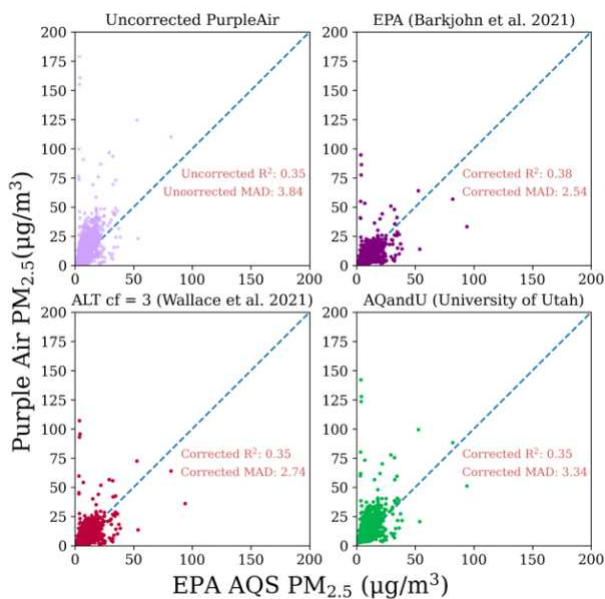 Uncorrected PurpleAir
200
175
150
125
100
75
50
25
0
0 50 100 150 200
Uncorrected R²: 0.35
Uncorrected MAD: 3.84
EPA (Barkjohn et al. 2021)
200
175
150
125
100
75
50
25
0
0 50 100 150 200
Corrected R²: 0.38
Corrected MAD: 2.54
ALT cf = 3 (Wallace et al. 2021)
200
175
150
125
100
75
50
25
0
0 50 100 150 200
Corrected R²: 0.35
Corrected MAD: 2.74
AQandU (University of Utah)
200
175
150
125
100
75
50
25
0
0 50 100 150 200
Corrected R²: 0.35
Corrected MAD: 3.34
Purple Air PM2.5(μg/m³)
EPA AQS PM2.5 (μg/m³)